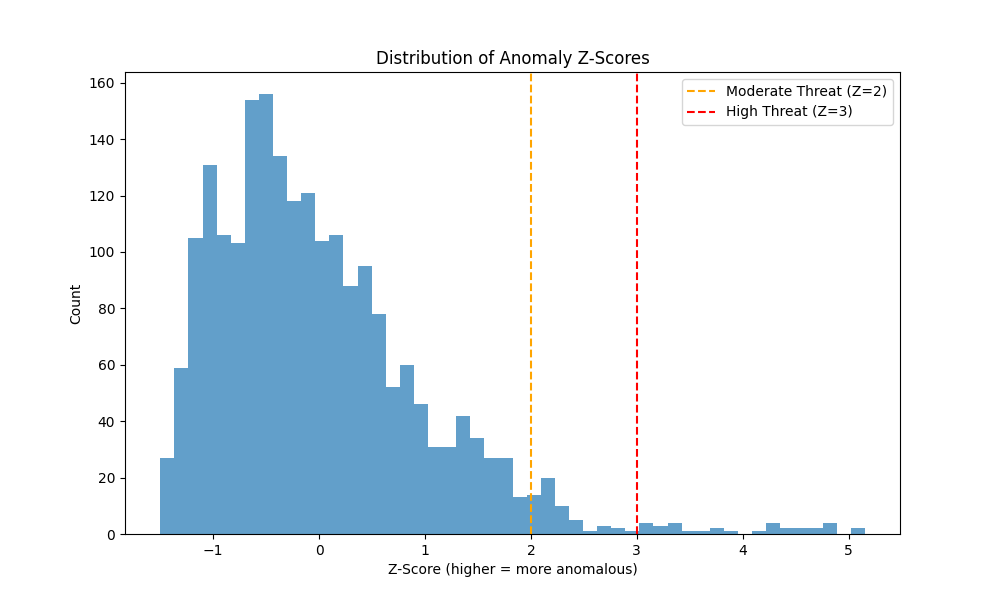 Distribution of Anomaly Z-Scores
160
140
120
100
80
60
40
20
0
Count
Moderate Threat (Z=2)
High Threat (Z=3)
−1 0 1 2 3 4 5
Z-Score (higher = more anomalous)